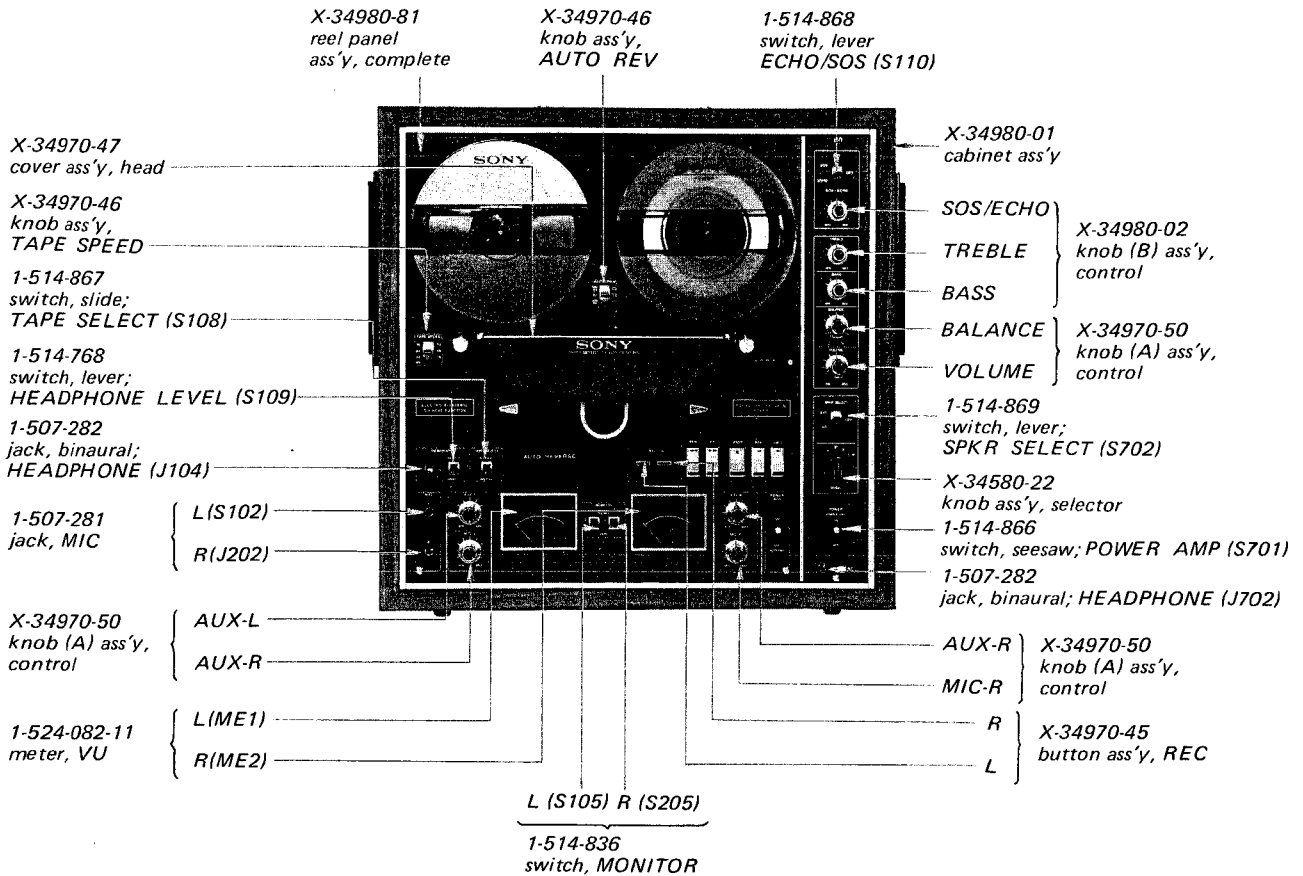 X-34980-81
reel panel
ass'y, complete
X-34970-46
knob ass'y,
AUTO REV
1-514-868
switch, lever
ECHO/SOS (S110)
X-34970-47
cover ass'y, head
X-34970-46
knob ass'y,
TAPE SPEED
1-514-867
switch, slide;
TAPE SELECT (S108)
1-514-768
switch, lever;
HEADPHONE LEVEL (S109)
1-507-282
jack, binaural;
HEADPHONE (J104)
1-507-281
jack, MIC
L(S102)
R(J202)
X-34970-50
knob (A) ass'y,
control
AUX-L
AUX-R
1-524-082-11
meter, VU
L(ME1)
R(ME2)
SONY
SONY
AUTO REVERSE
L (S105) R (S205)
1-514-836
switch, MONITOR
X-34980-01
cabinet ass'y
SOS/ECHO
TREBLE
BASS
X-34980-02
knob (B) ass'y,
control
BALANCE
VOLUME
X-34970-50
knob (A) ass'y,
control
1-514-869
switch, lever;
SPKR SELECT (S702)
X-34580-22
knob ass'y, selector
1-514-866
switch, seesaw; POWER AMP (S701)
1-507-282
jack, binaural; HEADPHONE (J702)
AUX-R
MIC-R
X-34970-50
knob (A) ass'y,
control
R
L
X-34970-45
button ass'y, REC